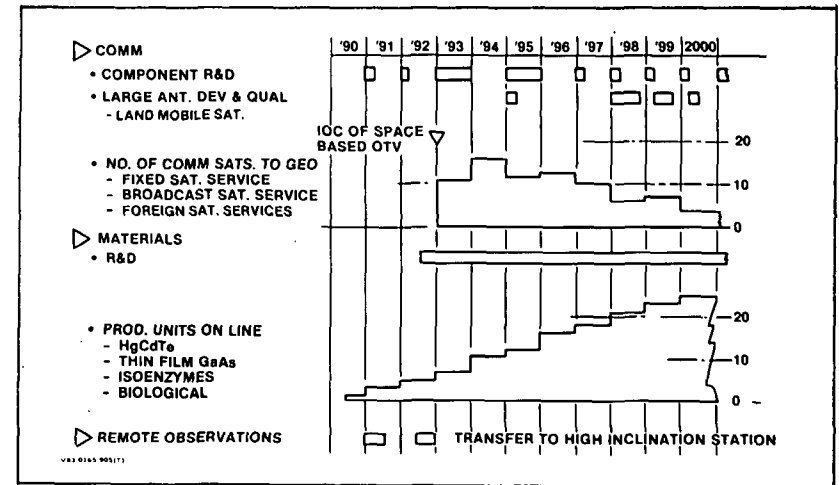 ▷ COMM
'90 '91 '92 '93 '94 '95 '96 '97 '98 '99 2000
• COMPONENT R&D
• LARGE ANT. DEV & QUAL
- LAND MOBILE SAT.
IOC OF SPACE
BASED OTV
20
• NO. OF COMM SATS. TO GEO
- FIXED SAT. SERVICE
10
- BROADCAST SAT. SERVICE
- FOREIGN SAT. SERVICES
0
▷ MATERIALS
• R&D
20
• PROD. UNITS ON LINE
- HgCdTe
- THIN FILM GaAs
10
- ISOENZYMES
- BIOLOGICAL
0
▷ REMOTE OBSERVATIONS TRANSFER TO HIGH INCLINATION STATION
V83 0165 905(T)